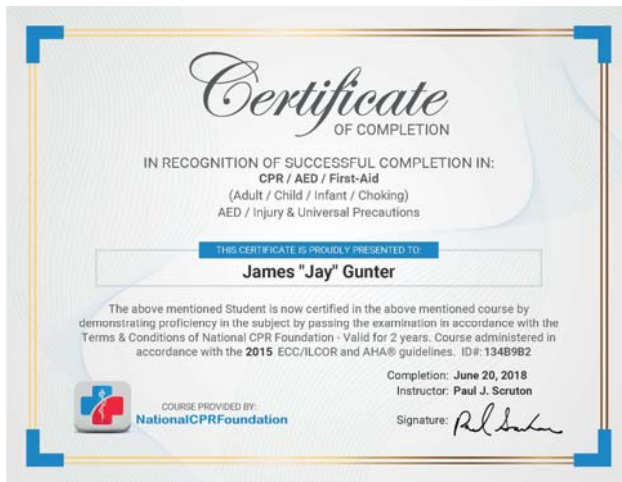 Certificate
OF COMPLETION
IN RECOGNITION OF SUCCESSFUL COMPLETION IN:
CPR / AED / First-Aid
(Adult / Child / Infant / Choking)
AED / Injury & Universal Precautions
THIS CERTIFICATE IS PROUDLY PRESENTED TO:
James "Jay" Gunter
The above mentioned Student is now certified in the above mentioned course by
demonstrating proficiency in the subject by passing the examination in accordance with the
Terms & Conditions of National CPR Foundation - Valid for 2 years. Course administered in
accordance with the 2015 ECC/ILCOR and AHA® guidelines. ID#: 134B9B2
Completion: June 20, 2018
Instructor: Paul J. Scruton
COURSE PROVIDED BY:
NationalCPRFoundation
Signature: